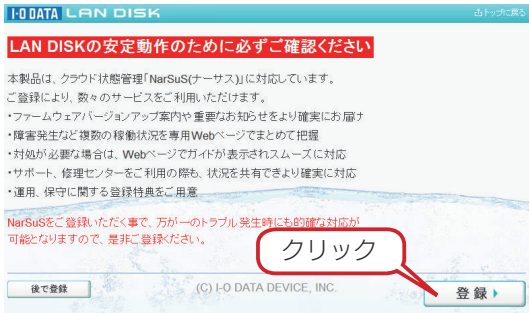 I-O DATA LAN DISK
トップに戻る
LAN DISKの安定動作のために必ずご確認ください
本製品は、クラウド状態管理「NarSuS(ナーサス)」に対応しています。
ご登録により、数々のサービスをご利用いただけます。
・ファームウェアバージョンアップ案内や重要なお知らせをより確実にお届け
・障害発生など複数の稼働状況を専用Webページでまとめて把握
・対処が必要な場合は、Webページでガイドが表示されスムーズに対応
・サポート、修理センターをご利用の際も、状況を共有できより確実に対応
・運用、保守に関する登録特典をご用意
NarSuSをご登録いただく事で、万が一のトラブル発生時にも的確な対応が
可能となりますので、是非ご登録ください。
クリック
後で登録
(C) I-O DATA DEVICE, INC.
登録